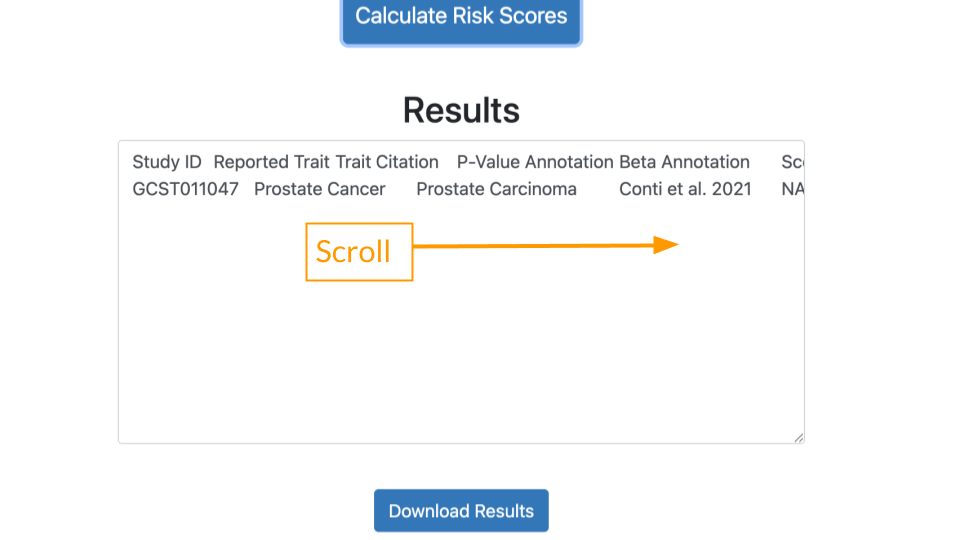 Calculate Risk Scores
Results
Study ID Reported Trait Trait Citation P-Value Annotation Beta Annotation
GCST011047 Prostate Cancer Prostate Carcinoma Conti et al. 2021 NA
Scroll
Download Results